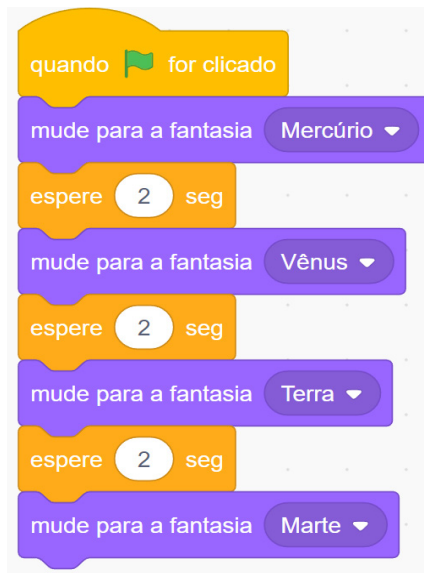 quando for clicado
mude para a fantasia Mercúrio
espere 2 seg
mude para a fantasia Vênus
espere 2 seg
mude para a fantasia Terra
espere 2 seg
mude para a fantasia Marte